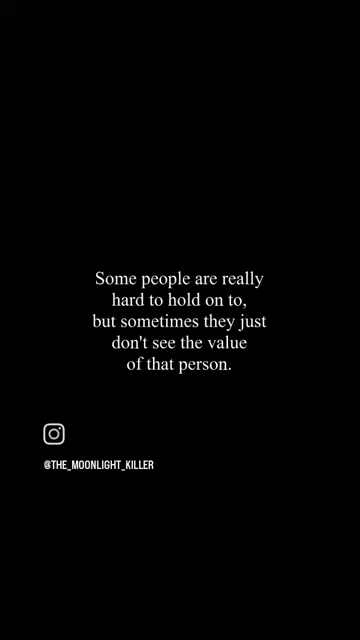 Some people are really
hard to hold on to,
but sometimes they just
don't see the value
of that person.
@THE_MOONLIGHT_KILLER